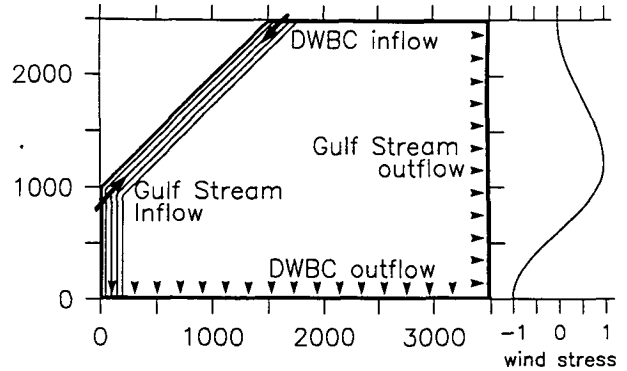 DWBC inflow
2000
Gulf Stream
outflow
1000
Gulf Stream
Inflow
DWBC outflow
0
0 1000 2000 3000 -1 0 1
wind stress